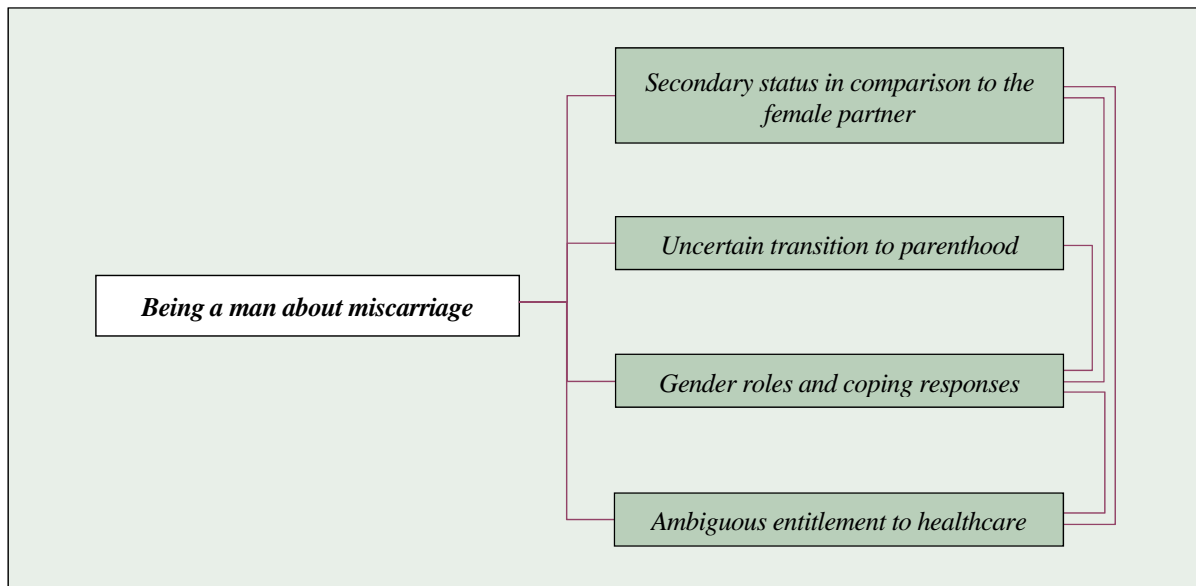 Secondary status in comparison to the
female partner
Uncertain transition to parenthood
Being a man about miscarriage
Gender roles and coping responses
Ambiguous entitlement to healthcare